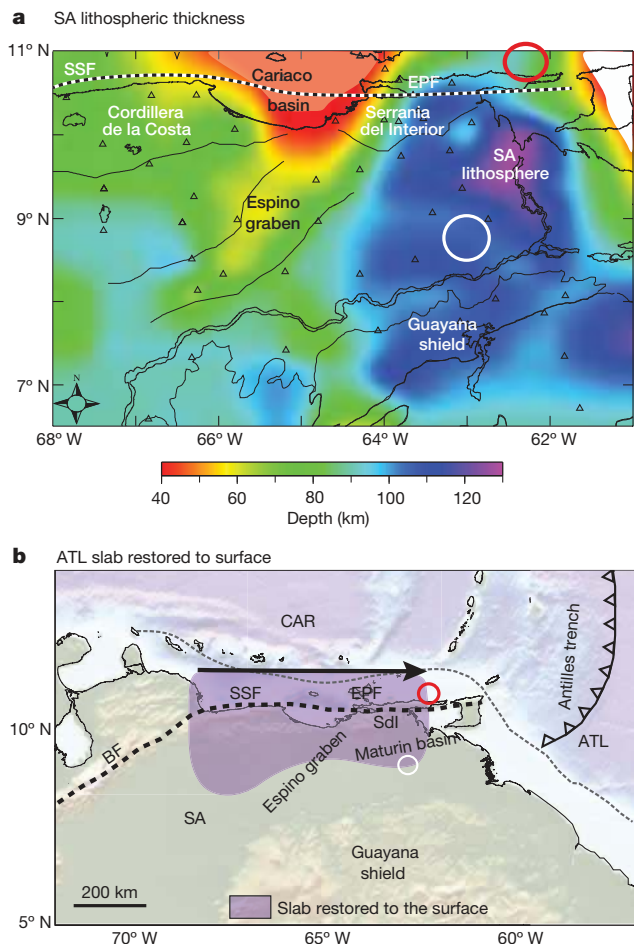 a SA lithospheric thickness
11° N
SSF
EPF
Cariaco
basin
Cordillera
de la Costa
Serrania
del Interior
SA
lithosphere
9° N
Espino
graben
Guayana
shield
7° N
N
68° W
66° W
64° W
62° W
40
60
80
100
120
Depth (km)
b ATL slab restored to surface
CAR
Antilles trench
SSF
EPF
SdI
10° N
BF
Maturin basin
ATL
Espino graben
SA
Guayana
shield
200 km
Slab restored to the surface
5° N
70° W
65° W
60° W